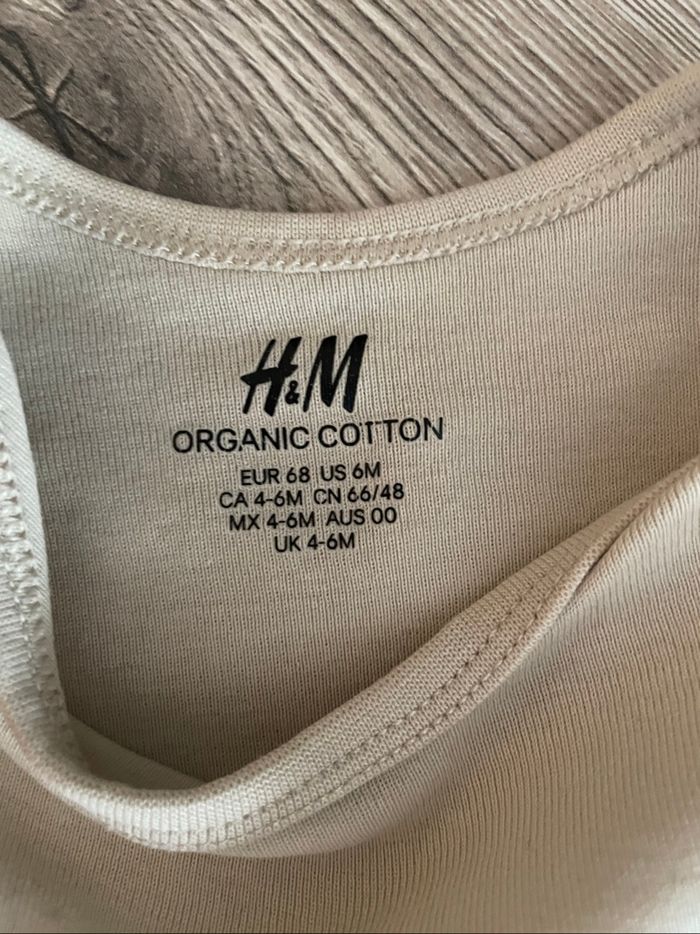 H&M
ORGANIC COTTON
EUR 68 US 6M
CA 4-6M CN 66/48
MX 4-6M AUS 00
UK 4-6M